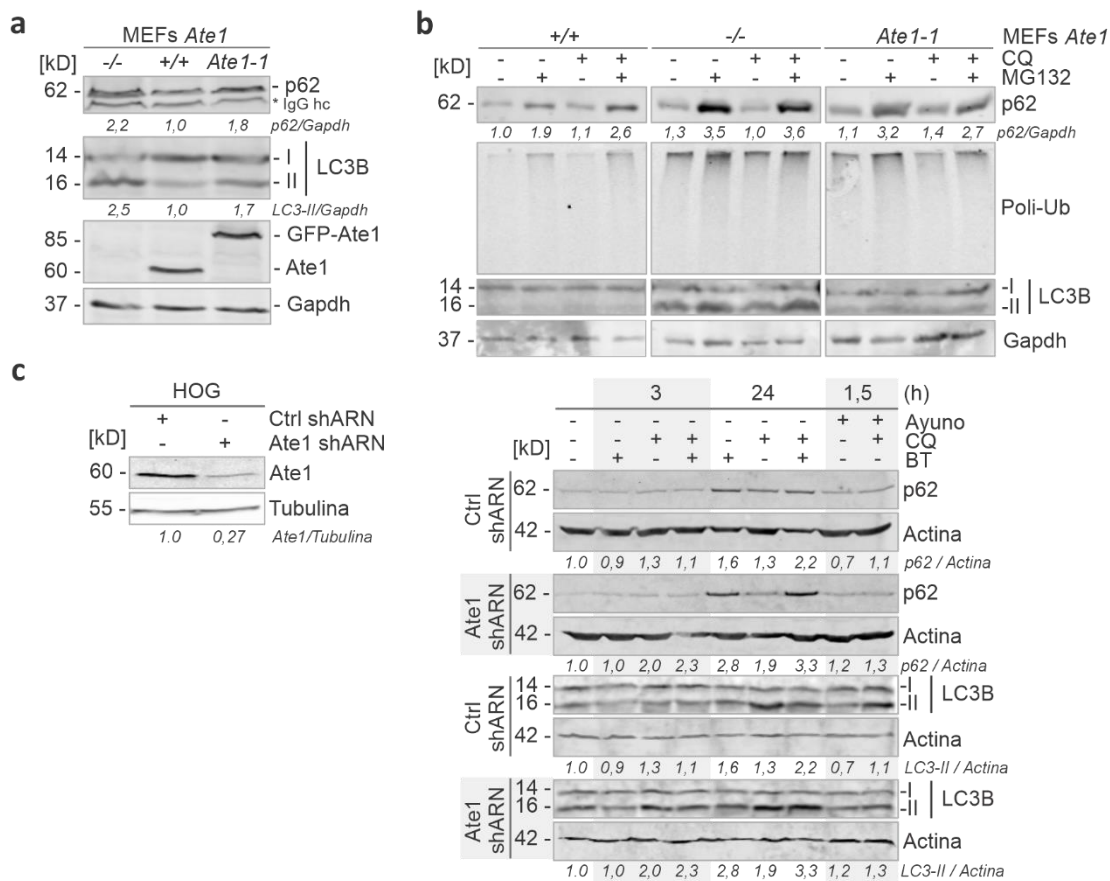 a
MEFs Ate1
[kD] -/- +/+ Ate1-1
62 - - p62
* IgG hc
2,2 1,0 1,8 p62/Gapdh
14 - - I
16 - - II LC3B
2,5 1,0 1,7 LC3-II/Gapdh
85 - - GFP-Ate1
60 - - Ate1
37 - - Gapdh
b
+/+ -/- Ate1-1 MEFs Ate1
[kD] - - + + - - + + - - + + CQ
- + - + - + - + - + - + MG132
62 - p62
1.0 1.9 1,1 2,6 1,3 3,5 1.0 3,6 1,1 3,2 1,4 2,7 p62/Gapdh
Poli-Ub
14 - -I
16 - -II LC3B
37 - Gapdh
c
HOG
+ - Ctrl shARN
[kD] - + Ate1 shARN
60 - Ate1
55 - Tubulina
1.0 0,27 Ate1/Tubulina
3 24 1,5 (h)
- - - - - - - + + Ayuno
[kD] - - + + - + + - + CQ
- + - + + - + - - BT
Ctrl shARN
62 - p62
42 - Actina
1.0 0,9 1,3 1,1 1,6 1,3 2,2 0,7 1,1 p62 / Actina
Ate1 shARN
62 - p62
42 - Actina
1.0 1,0 2,0 2,3 2,8 1,9 3,3 1,2 1,3 p62 / Actina
Ctrl shARN
14 - -I
16 - -II LC3B
42 - Actina
1.0 0,9 1,3 1,1 1,6 1,3 2,2 0,7 1,1 LC3-II / Actina
Ate1 shARN
14 - -I
16 - -II LC3B
42 - Actina
1.0 1,0 2,0 2,3 2,8 1,9 3,3 1,2 1,3 LC3-II / Actina